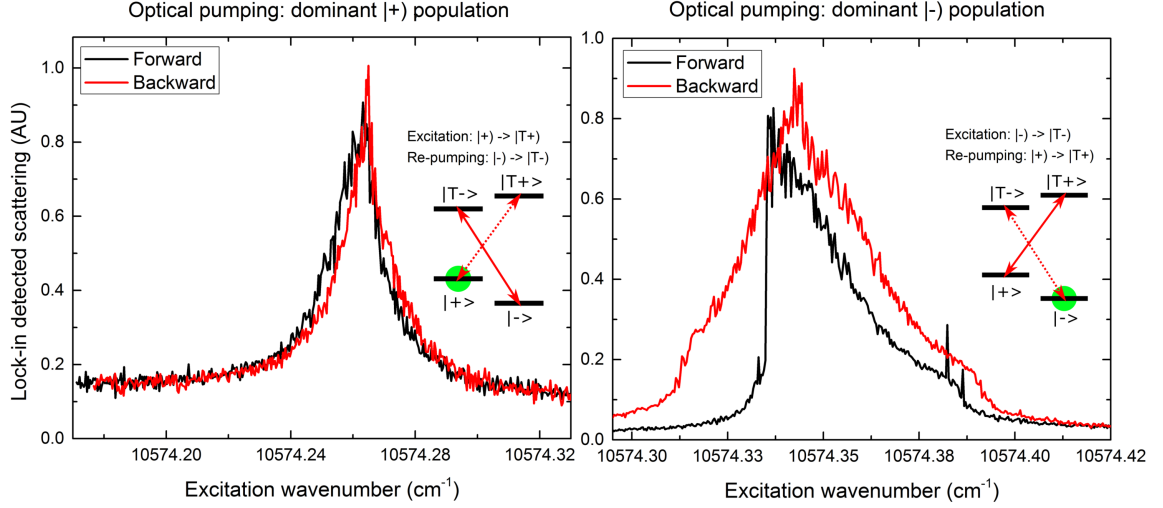 Optical pumping: dominant |+) population
Forward
Backward
Excitation: |+) -> |T+)
Re-pumping: |-) -> |T-)
|T+>
|T->
|+>
|->
1.0
0.8
0.6
0.4
0.2
0.0
10574.20 10574.24 10574.28 10574.32
Lock-in detected scattering (AU)
Excitation wavenumber (cm-1)
Optical pumping: dominant |-) population
Forward
Backward
Excitation: |-) -> |T-)
Re-pumping: |+) -> |T+)
|T+>
|T->
|+>
|->
1.0
0.8
0.6
0.4
0.2
0.0
10574.30 10574.33 10574.35 10574.38 10574.40 10574.42
Excitation wavenumber (cm-1)